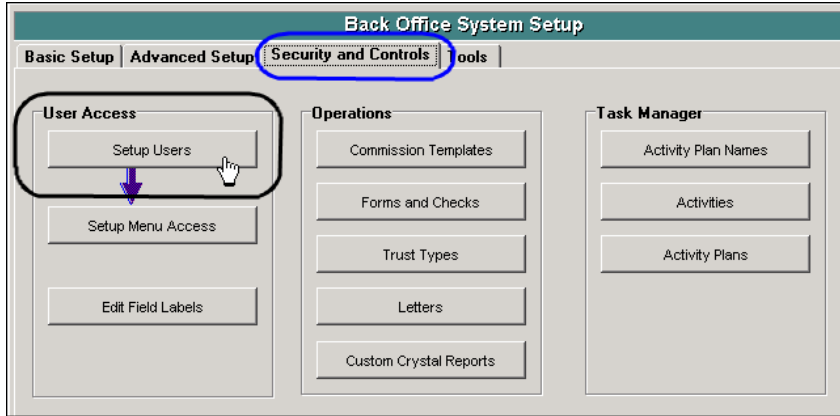 Back Office System Setup
Basic Setup
Advanced Setup
Security and Controls
Tools
User Access
Setup Users
Setup Menu Access
Edit Field Labels
Operations
Commission Templates
Forms and Checks
Trust Types
Letters
Custom Crystal Reports
Task Manager
Activity Plan Names
Activities
Activity Plans